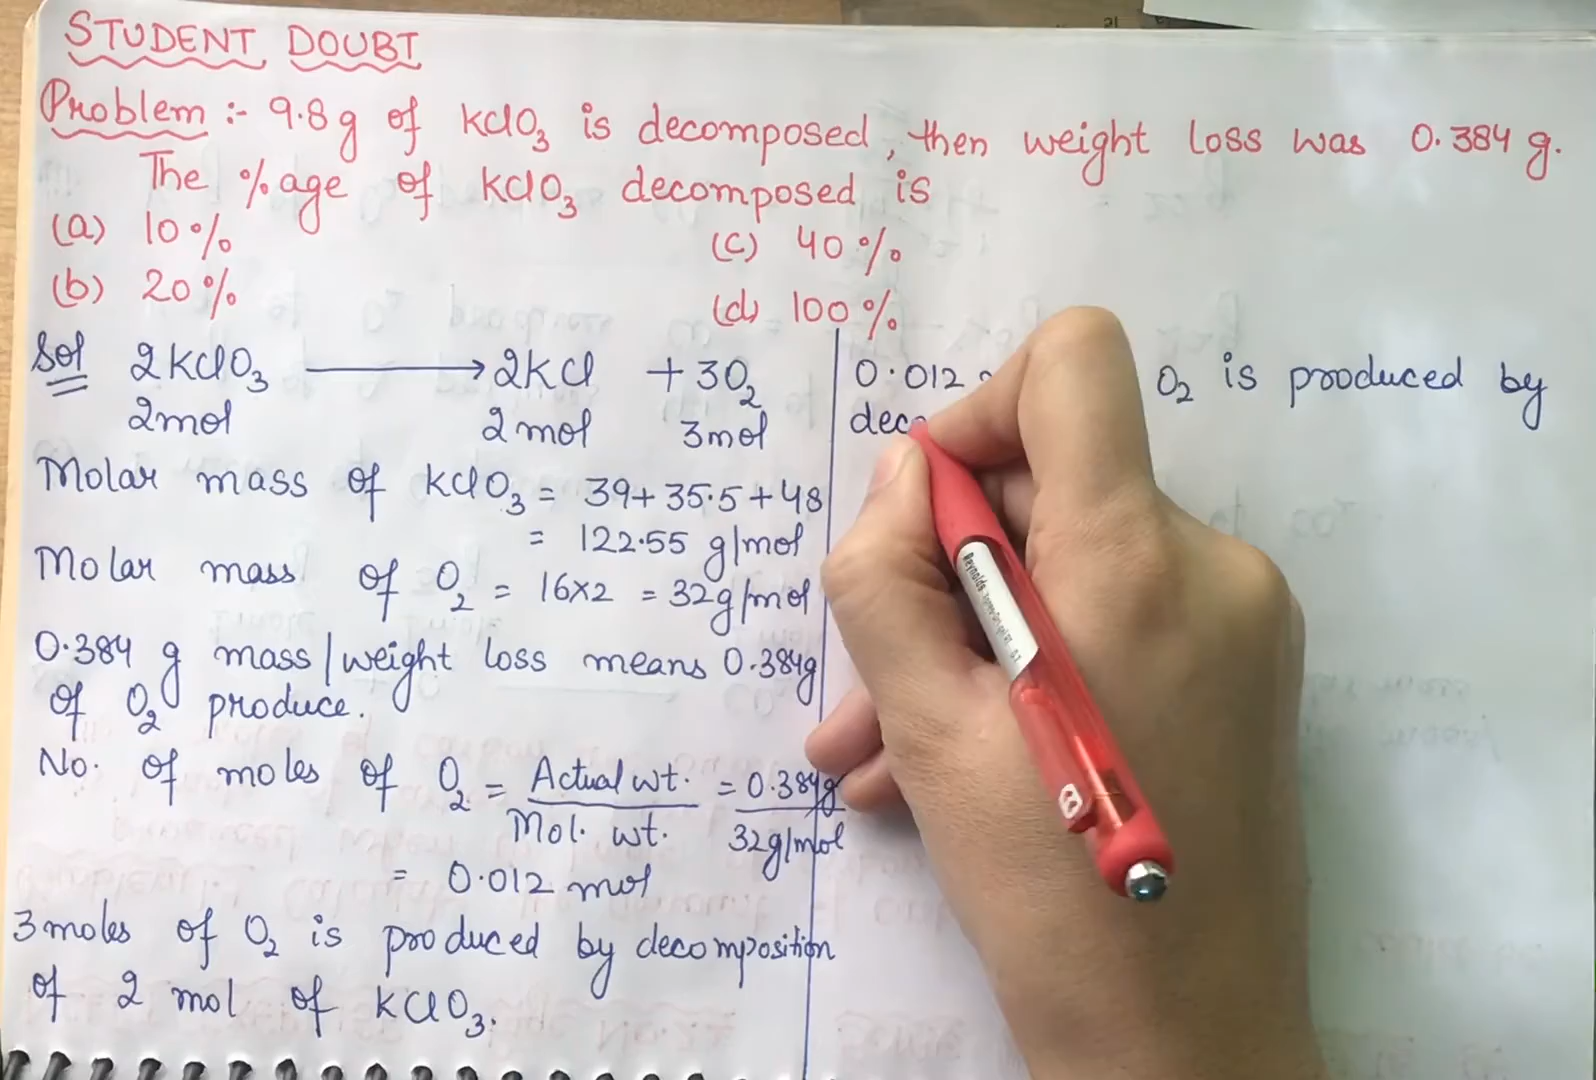 STUDENT DOUBT
Problem :- 9.8 g of KClO3 is decomposed, then weight loss was 0.384 g.
The %age of KClO3 decomposed is
(a) 10%
(b) 20%
(c) 40%
(d) 100%
Sol 2KClO3 → 2KCl + 3O2
2mol 2mol 3mol
Molar mass of KClO3 = 39+35.5+48
= 122.55 g/mol
Molar mass of O2 = 16×2 = 32g/mol
0.384 g mass/weight loss means 0.384g
of O2 produce.
No. of moles of O2 = Actual wt. / Mol. wt. = 0.384g / 32g/mol
= 0.012 mol
3 moles of O2 is produced by decomposition
of 2 mol of KClO3.
0.012 O2 is produced by
Reynolds